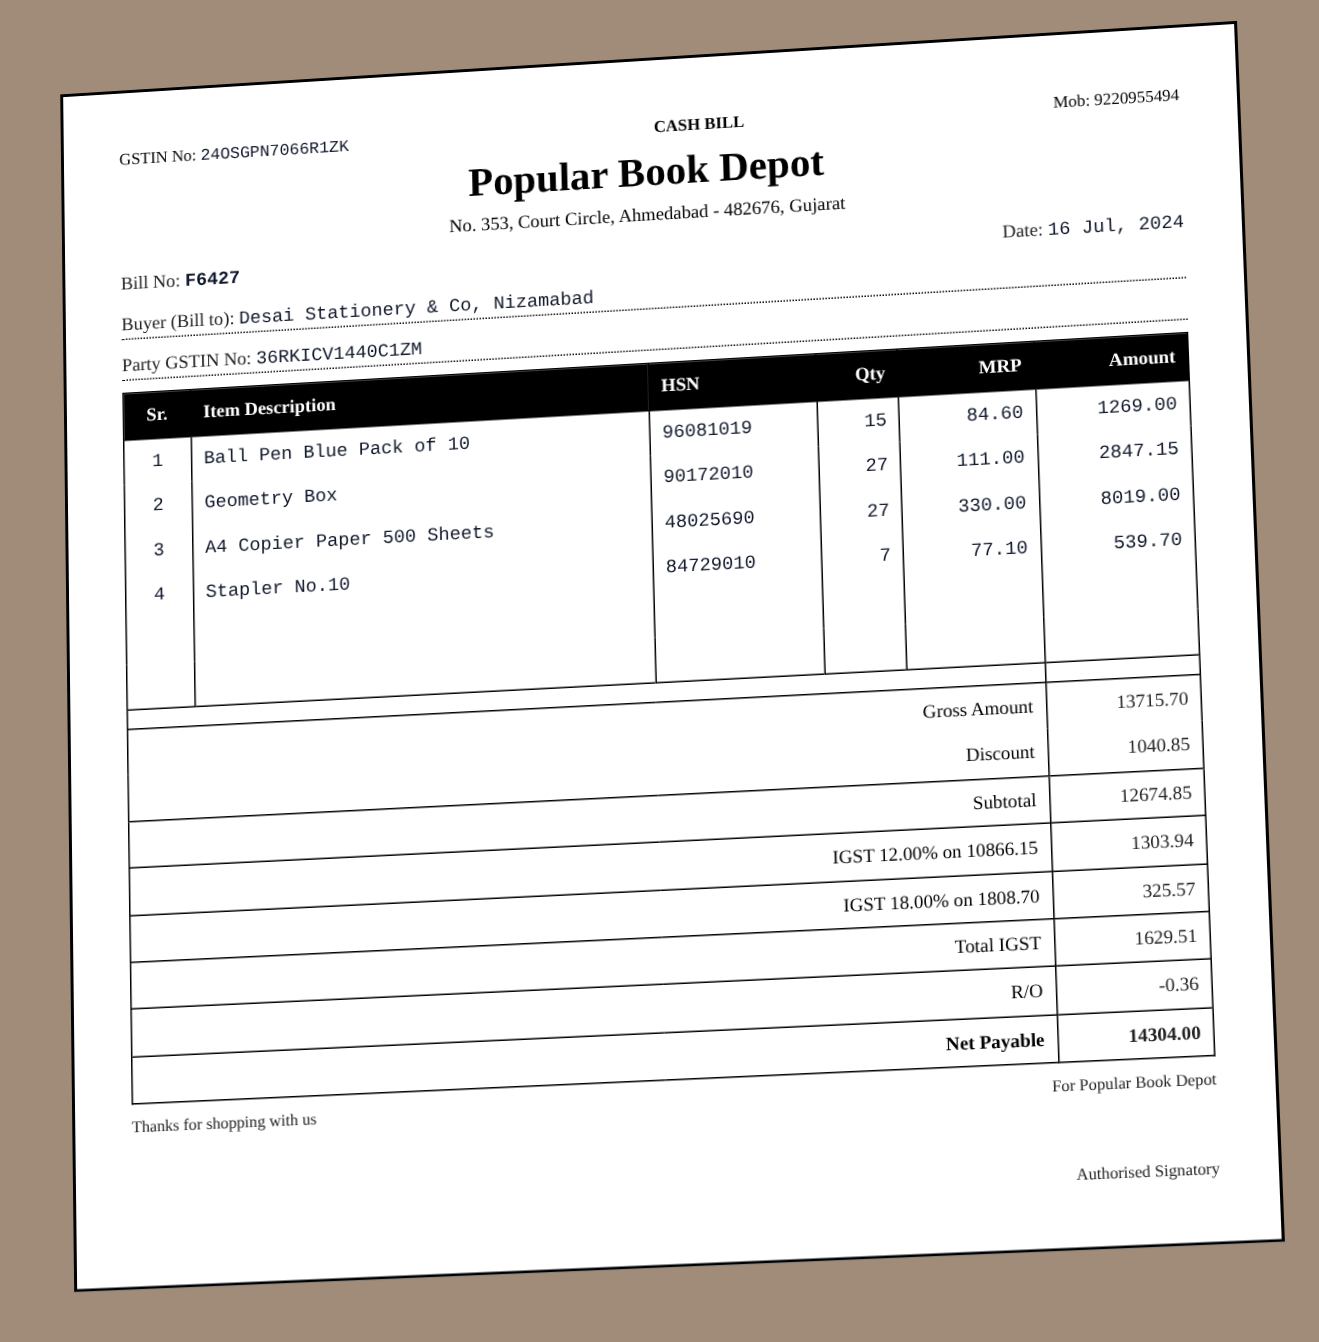 GSTIN No: 24OSGPN7066R1ZK
CASH BILL
Mob: 9220955494
Popular Book Depot
No. 353, Court Circle, Ahmedabad - 482676, Gujarat
Bill No: F6427
Date: 16 Jul, 2024
Buyer (Bill to): Desai Stationery & Co, Nizamabad
Party GSTIN No: 36RKICV1440C1ZM
Sr. Item Description HSN Qty MRP Amount
1 Ball Pen Blue Pack of 10 96081019 15 84.60 1269.00
2 Geometry Box 90172010 27 111.00 2847.15
3 A4 Copier Paper 500 Sheets 48025690 27 330.00 8019.00
4 Stapler No.10 84729010 7 77.10 539.70
Gross Amount 13715.70
Discount 1040.85
Subtotal 12674.85
IGST 12.00% on 10866.15 1303.94
IGST 18.00% on 1808.70 325.57
Total IGST 1629.51
R/O -0.36
Net Payable 14304.00
Thanks for shopping with us
For Popular Book Depot
Authorised Signatory